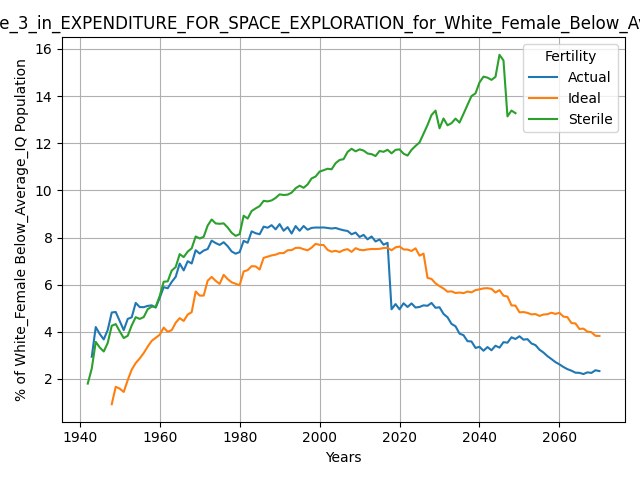 e_3_in_EXPENDITURE_FOR_SPACE_EXPLORATION_for_White_Female_Below_Av
16
14
12
10
8
6
4
2
% of White_Female Below_Average_IQ Population
Fertility
Actual
Ideal
Sterile
1940 1960 1980 2000 2020 2040 2060
Years